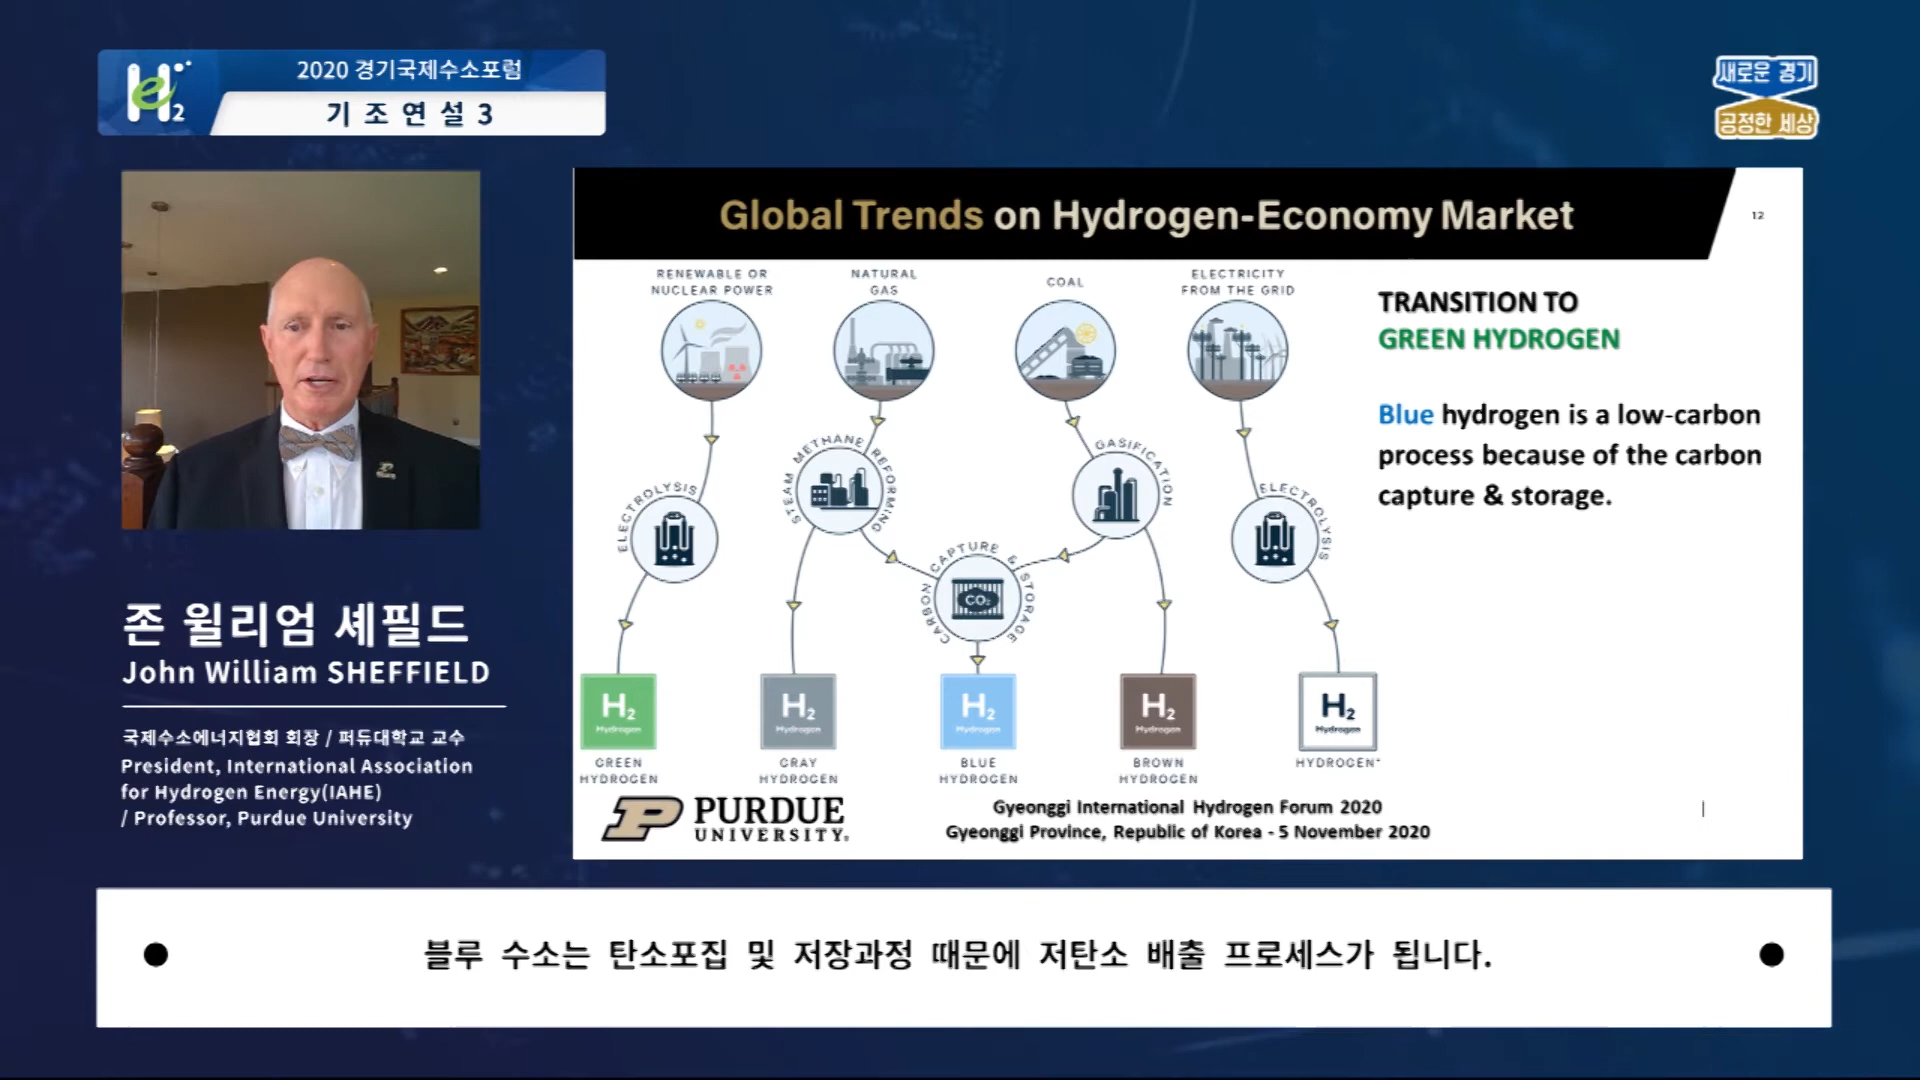 H2
e
2020 경기국제수소포럼
기 조 연 설 3
새로운 경기
공정한 세상
Global Trends on Hydrogen-Economy Market
12
RENEWABLE OR
NUCLEAR POWER
NATURAL
GAS
COAL
ELECTRICITY
FROM THE GRID
TRANSITION TO
GREEN HYDROGEN
Blue hydrogen is a low-carbon
process because of the carbon
capture & storage.
ELECTROLYSIS
STEAM METHANE REFORMING
GASIFICATION
ELECTROLYSIS
CARBON CAPTURE & STORAGE
CO2
H2
Hydrogen
GREEN
HYDROGEN
H2
Hydrogen
GRAY
HYDROGEN
H2
Hydrogen
BLUE
HYDROGEN
H2
Hydrogen
BROWN
HYDROGEN
H2
Hydrogen
HYDROGEN*
P PURDUE
UNIVERSITY®
Gyeonggi International Hydrogen Forum 2020
Gyeonggi Province, Republic of Korea - 5 November 2020
존 윌리엄 셰필드
John William SHEFFIELD
국제수소에너지협회 회장 / 퍼듀대학교 교수
President, International Association
for Hydrogen Energy(IAHE)
/ Professor, Purdue University
블루 수소는 탄소포집 및 저장과정 때문에 저탄소 배출 프로세스가 됩니다.